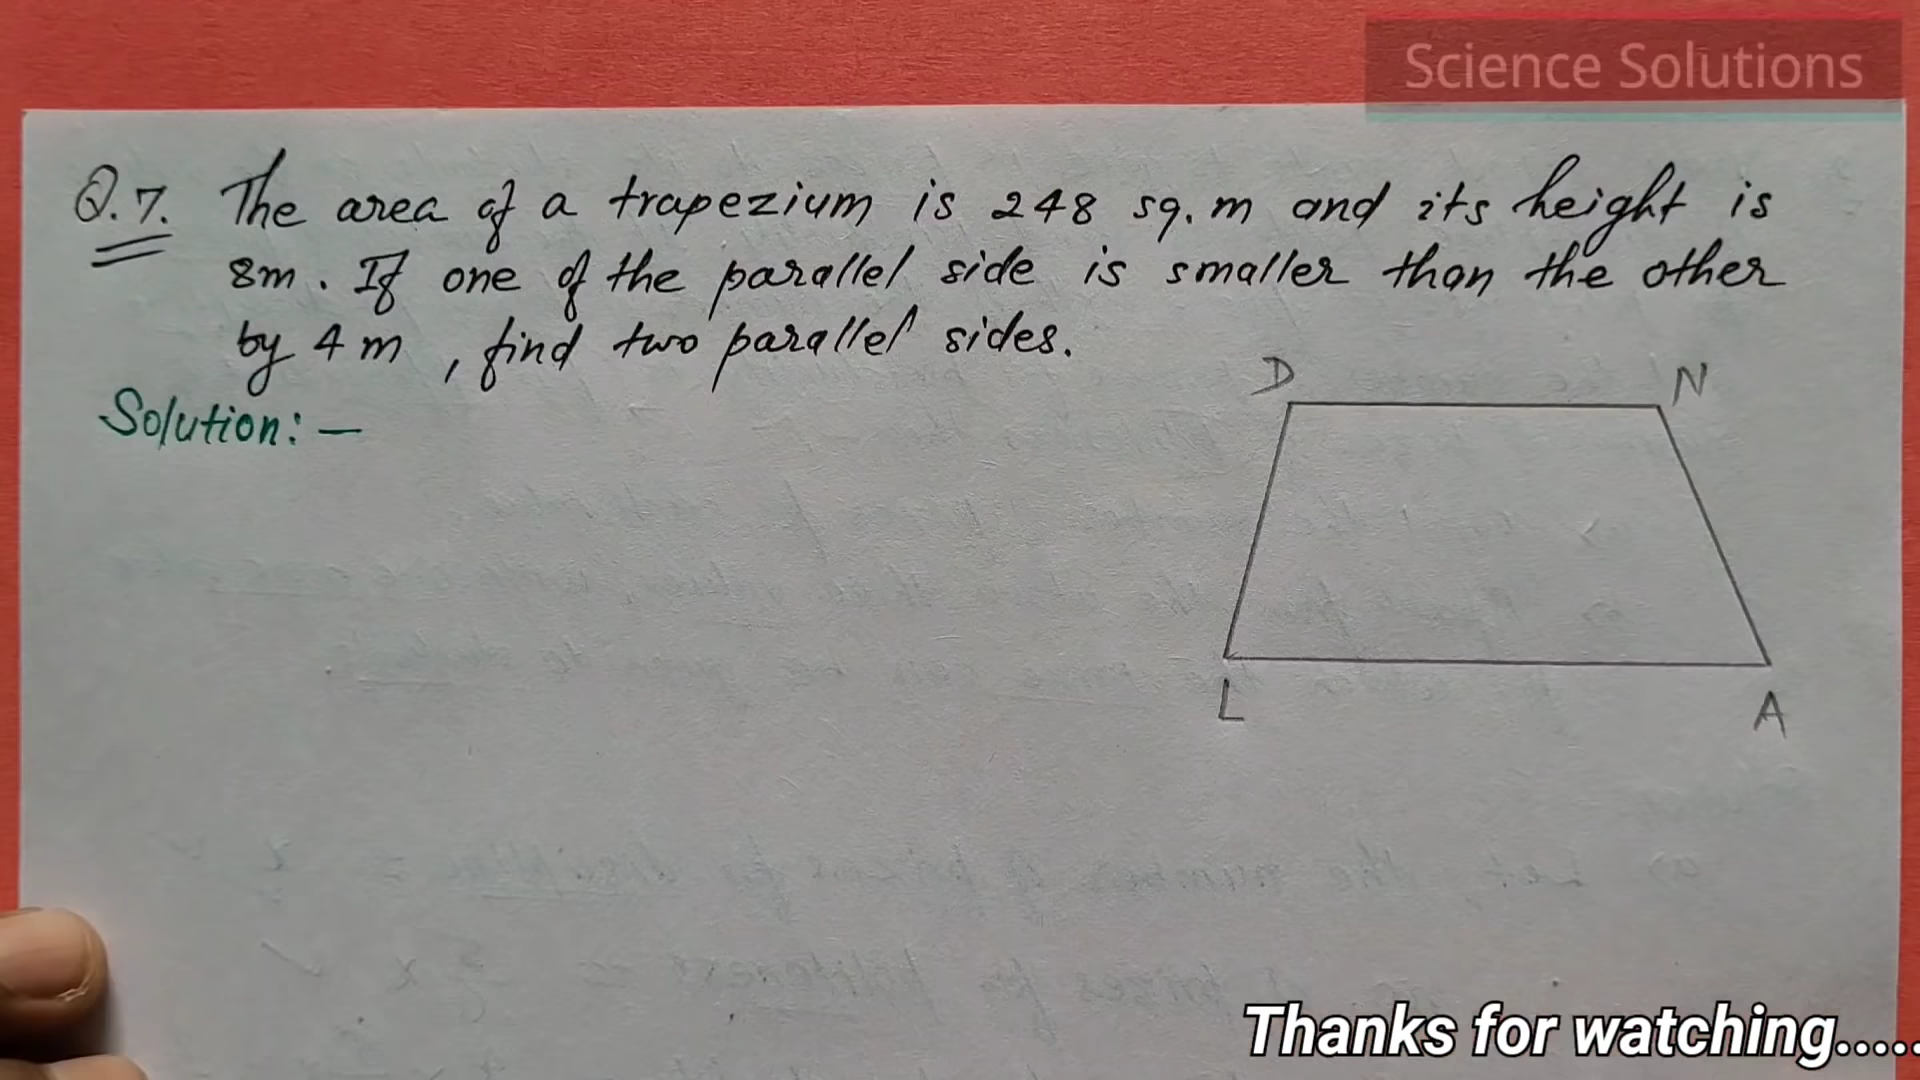 Science Solutions
Q.7. The area of a trapezium is 248 sq.m and its height is
8m. If one of the parallel side is smaller than the other
by 4 m, find two parallel sides.
Solution:-
D N
L A
Thanks for watching.....